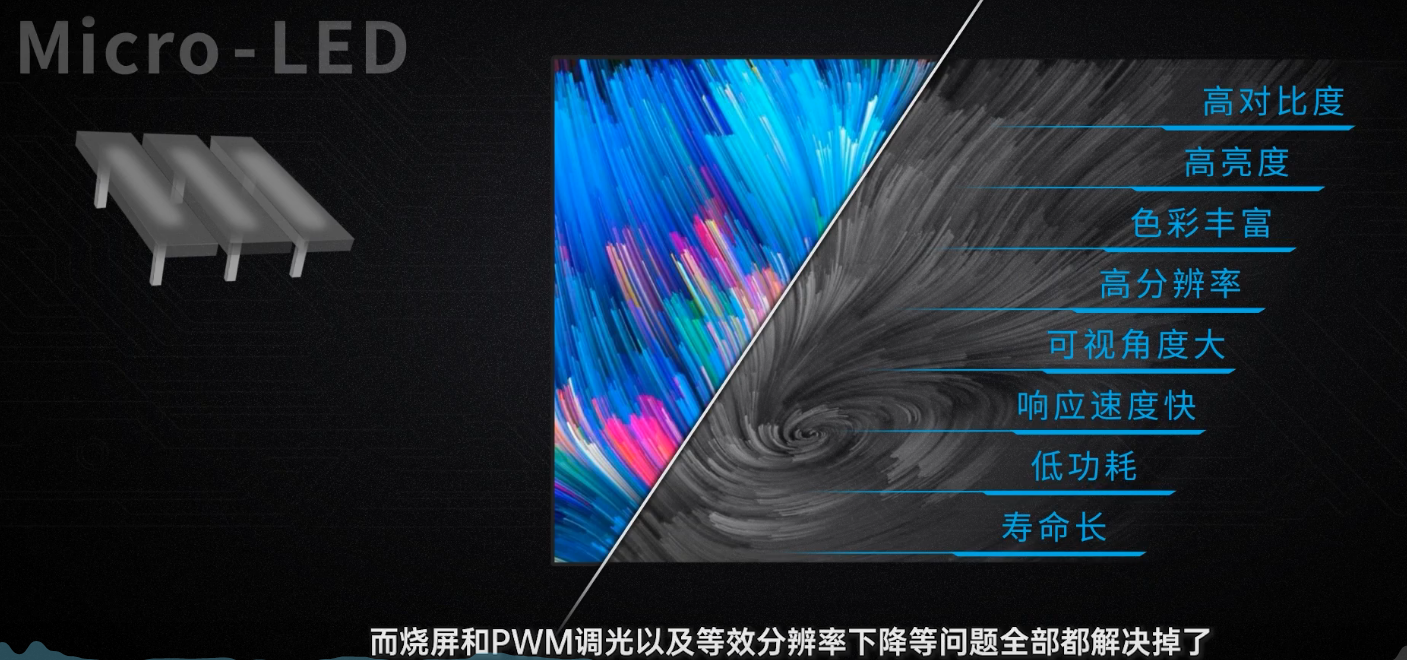 Micro-LED
高对比度
高亮度
色彩丰富
高分辨率
可视角度大
响应速度快
低功耗
寿命长
而烧屏和PWM调光以及等效分辨率下降等问题全部都解决掉了